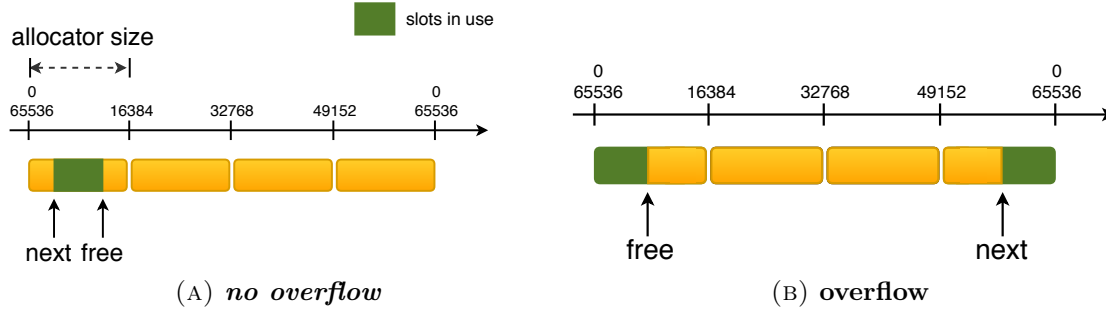 slots in use
allocator size
0 0
65536 16384 32768 49152 65536
next free
(A) no overflow
0 0
65536 16384 32768 49152 65536
free next
(B) overflow